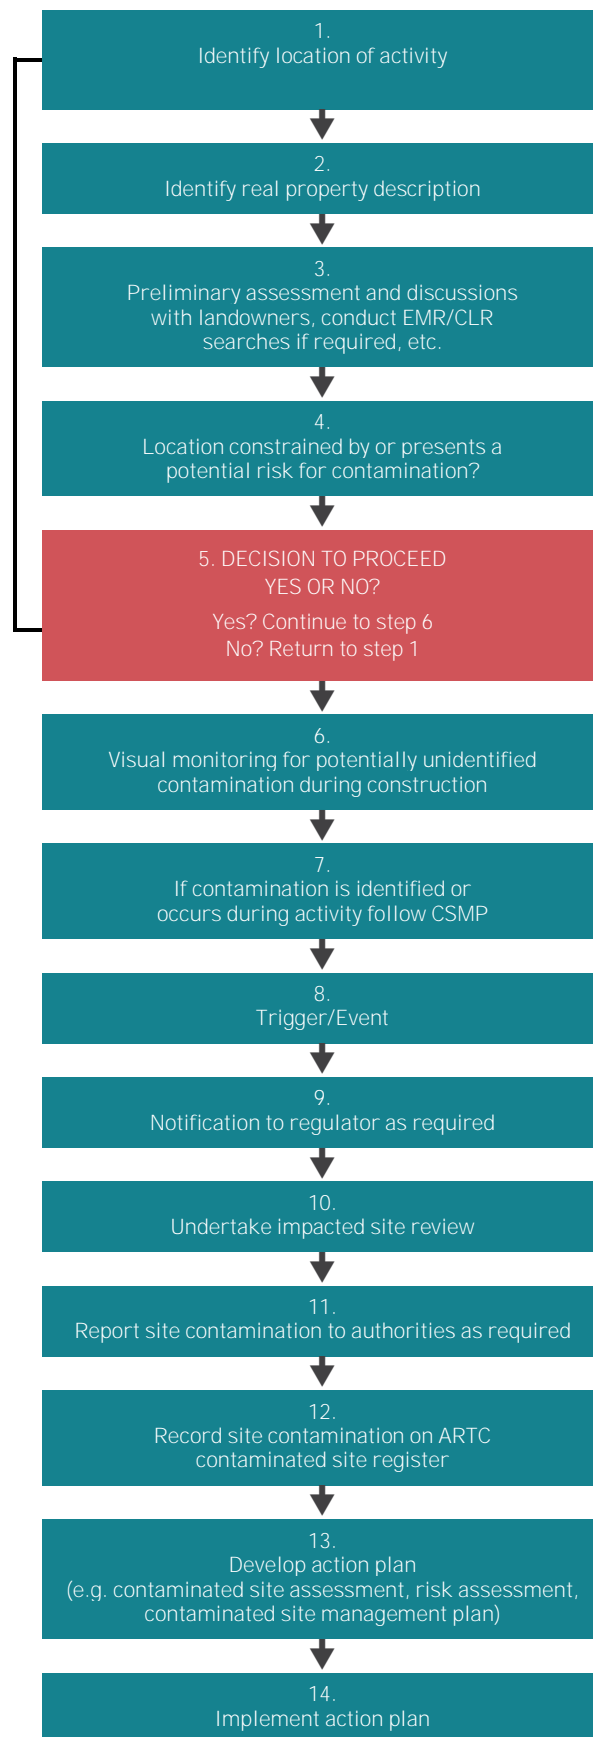 1.
Identify location of activity
2.
Identify real property description
3.
Preliminary assessment and discussions
with landowners, conduct EMR/CLR
searches if required, etc.
4.
Location constrained by or presents a
potential risk for contamination?
5. DECISION TO PROCEED
YES OR NO?
Yes? Continue to step 6
No? Return to step 1
6.
Visual monitoring for potentially unidentified
contamination during construction
7.
If contamination is identified or
occurs during activity follow CSMP
8.
Trigger/Event
9.
Notification to regulator as required
10.
Undertake impacted site review
11.
Report site contamination to authorities as required
12.
Record site contamination on ARTC
contaminated site register
13.
Develop action plan
(e.g. contaminated site assessment, risk assessment,
contaminated site management plan)
14.
Implement action plan